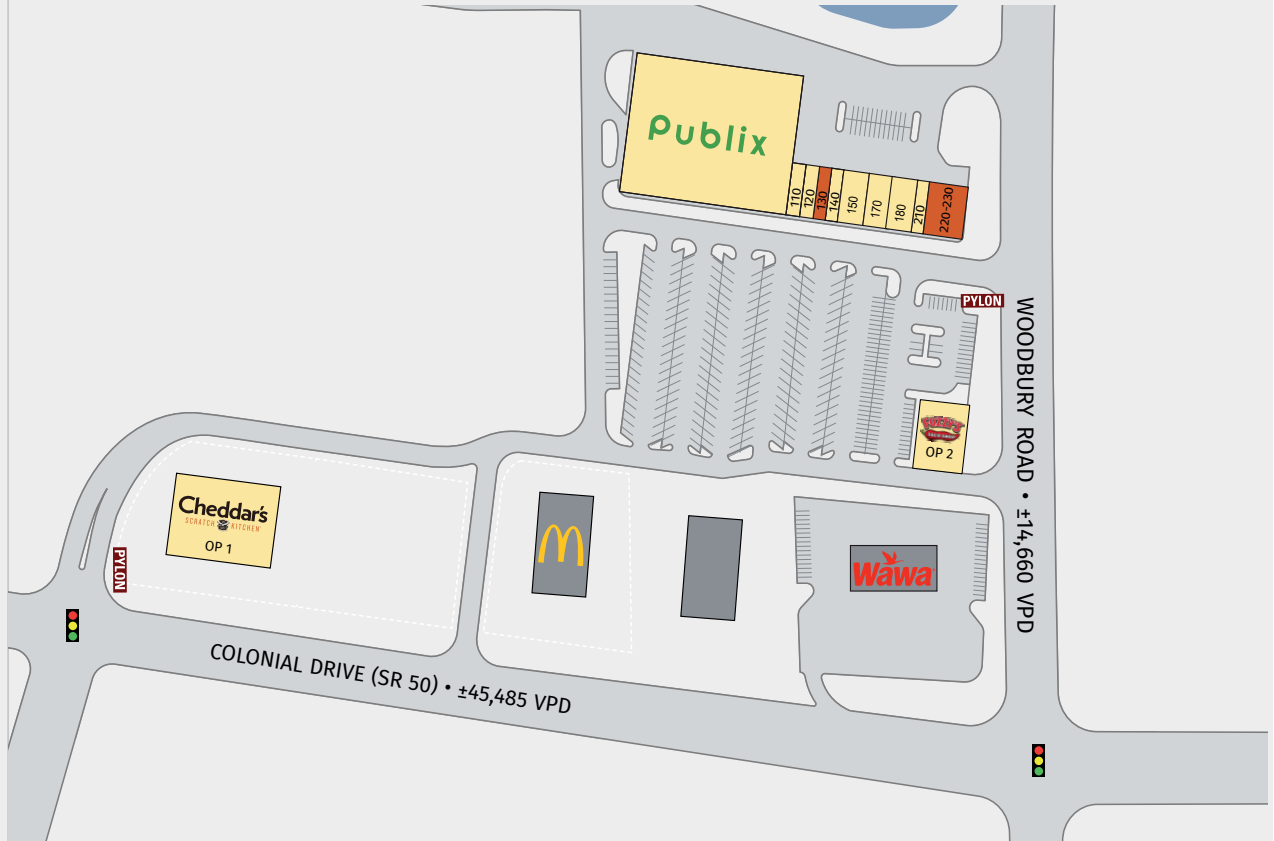 Publix
110
120
130
140
150
170
180
210
220-230
PYLON
WOODBURY ROAD • ±14,660 VPD
OP 2
Cheddar's
SCRATCH KITCHEN
OP 1
PYLON
Wawa
COLONIAL DRIVE (SR 50) • ±45,485 VPD